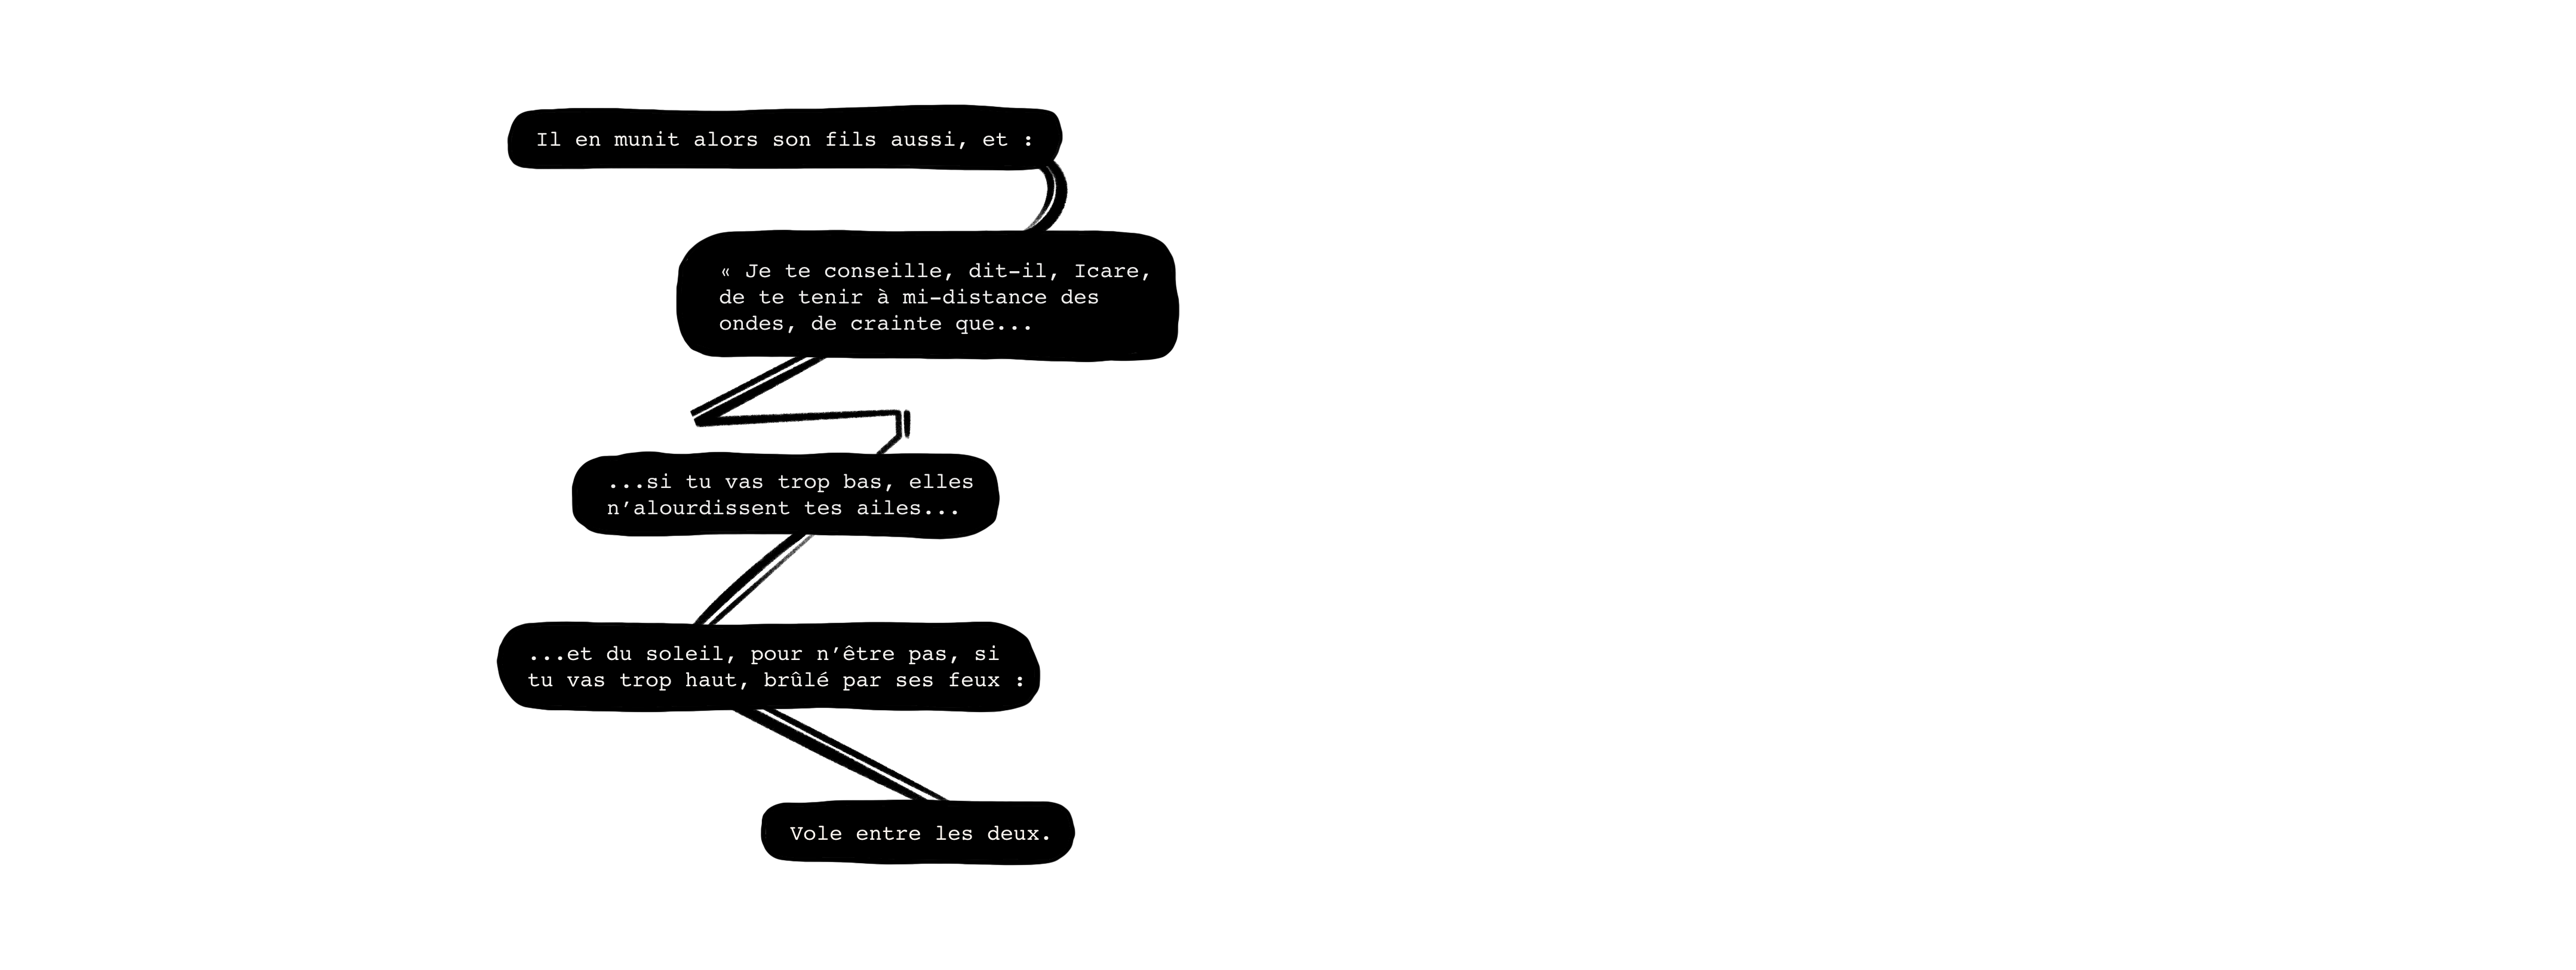 Il en munit alors son fils aussi, et :
« Je te conseille, dit-il, Icare,
de te tenir à mi-distance des
ondes, de crainte que...
...si tu vas trop bas, elles
n’alourdissent tes ailes...
...et du soleil, pour n’être pas, si
tu vas trop haut, brûlé par ses feux :
Vole entre les deux.